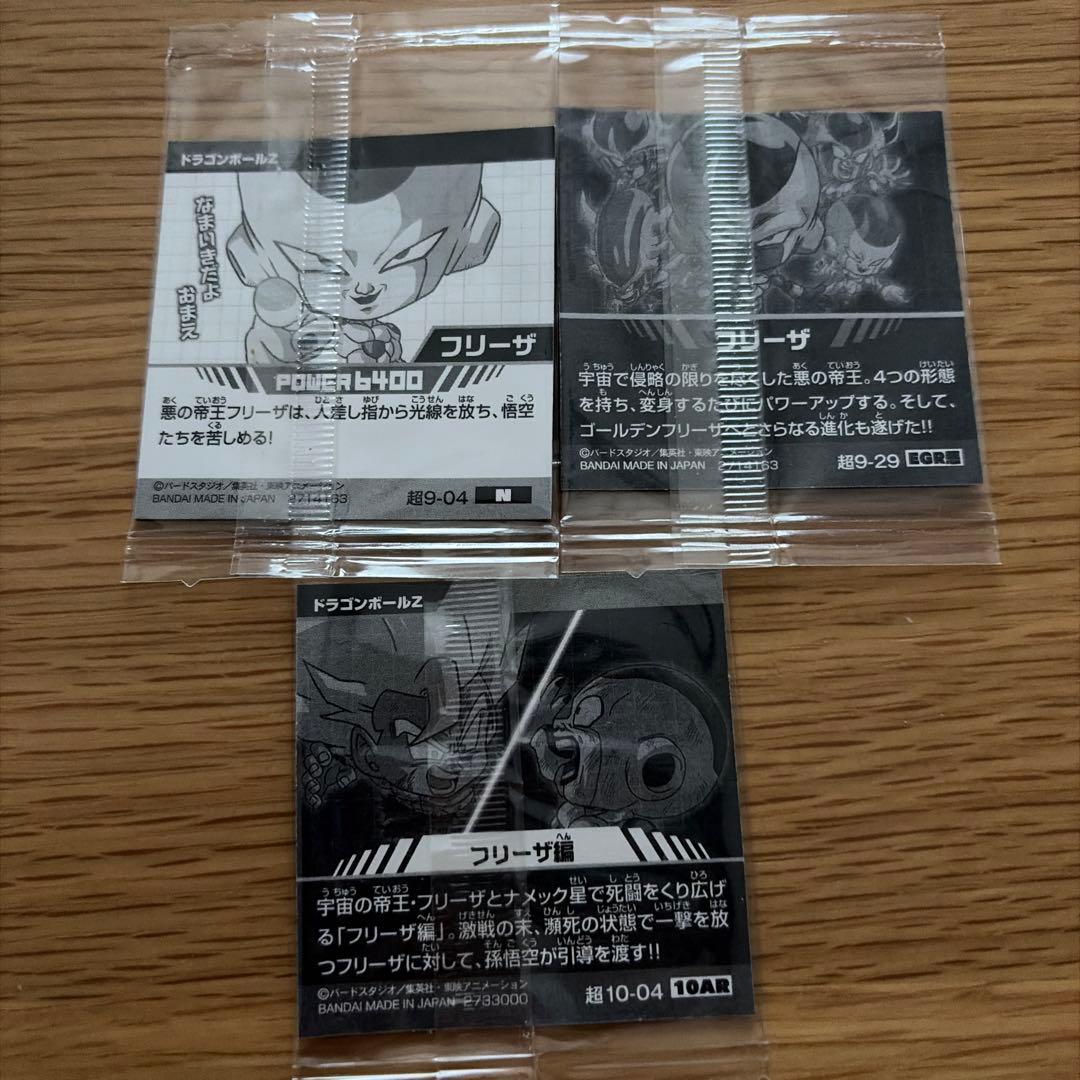 ドラゴンボールZ
なまいきだよ
おまえ
フリーザ
POWER 6400
悪の帝王フリーザは、人差し指から光線を放ち、悟空
たちを苦しめる!
©バードスタジオ/集英社・東映アニメーション
BANDAI MADE IN JAPAN 2714163
超9-04 N
フリーザ
宇宙で侵略の限りを尽くした悪の帝王。4つの形態
を持ち、変身するたびにパワーアップする。そして、
ゴールデンフリーザへとさらなる進化も遂げた!!
©バードスタジオ/集英社・東映アニメーション
BANDAI MADE IN JAPAN 2714163
超9-29
ドラゴンボールZ
フリーザ編
宇宙の帝王・フリーザとナメック星で死闘をくり広げ
る「フリーザ編」。激戦の末、瀕死の状態で一撃を放
つフリーザに対して、孫悟空が引導を渡す!!
©バードスタジオ/集英社・東映アニメーション
BANDAI MADE IN JAPAN 2733000
超10-04 10AR